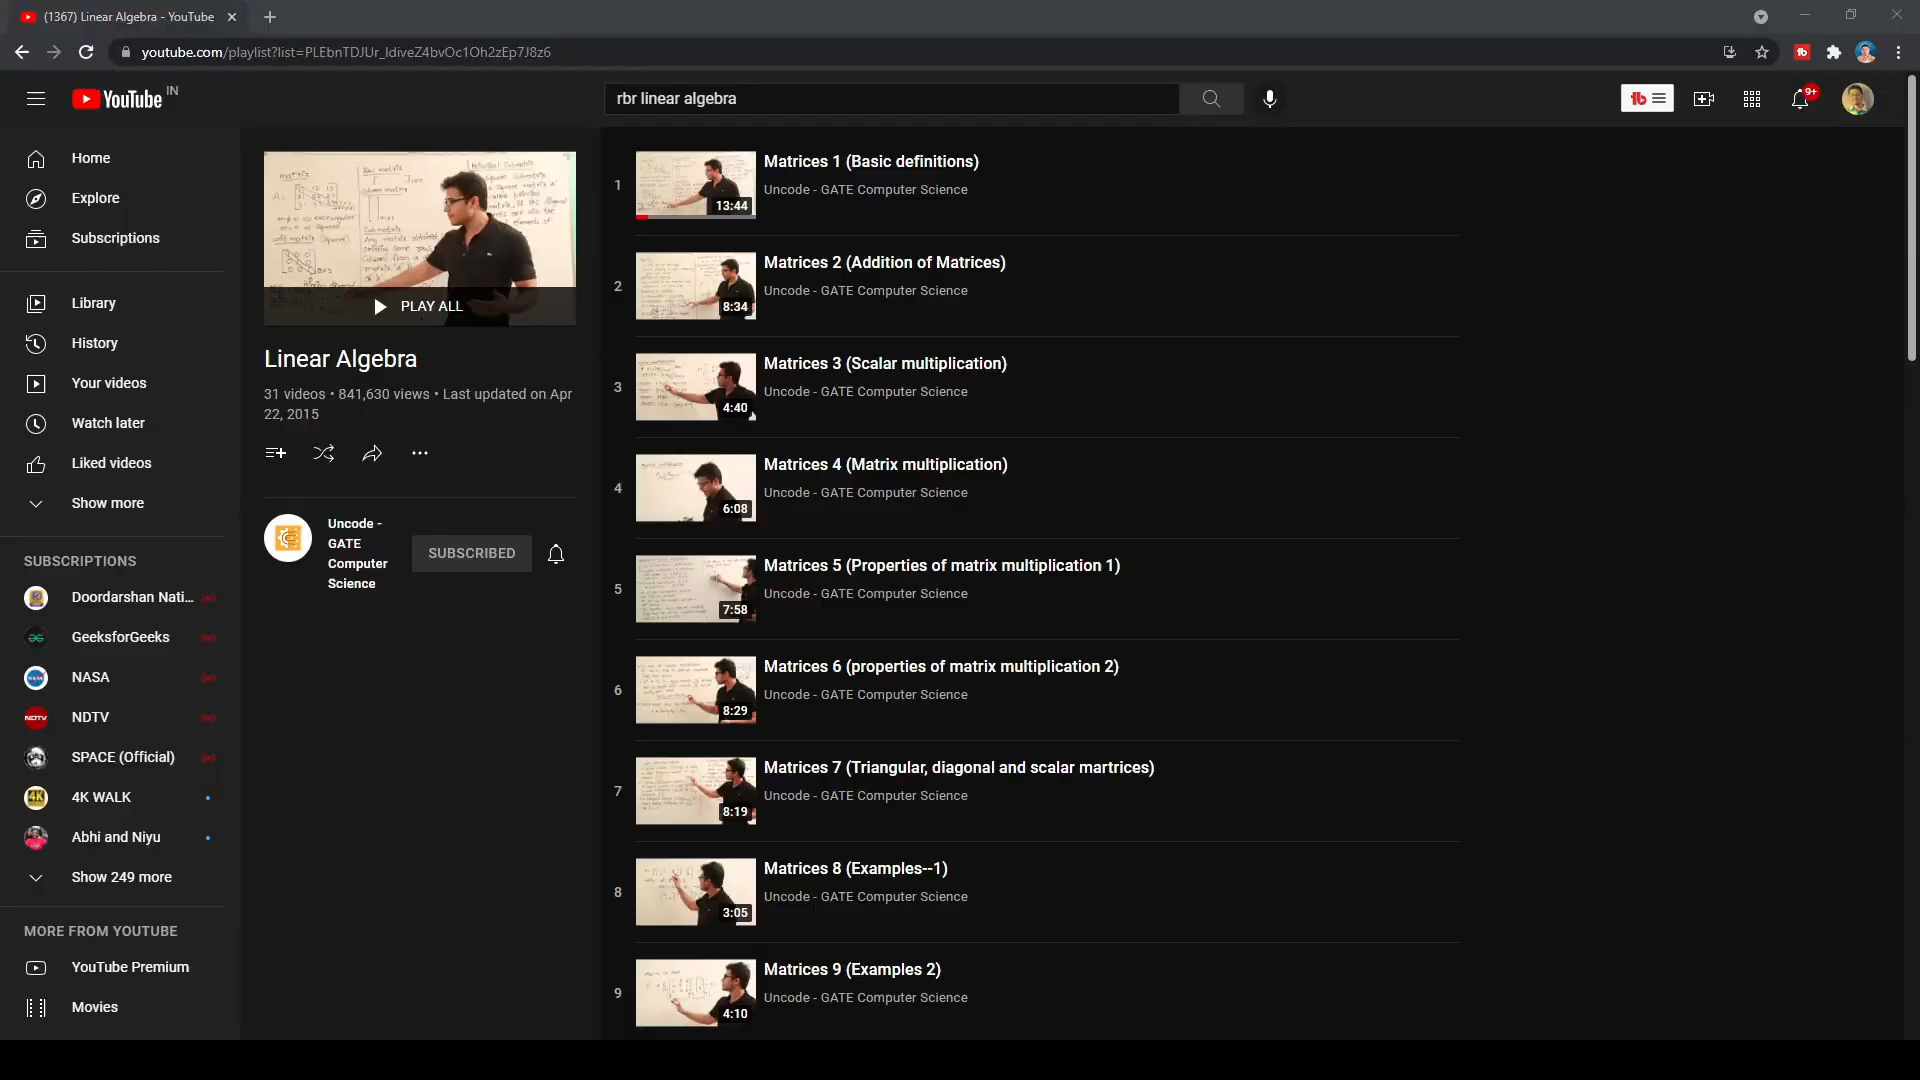 (1367) Linear Algebra - YouTube
youtube.com/playlist?list=PLEbnTDJUr_IdiveZ4bvOc1Oh2zEp7J8z6
YouTube IN
rbr linear algebra
9+
Home
Explore
Subscriptions
Library
History
Your videos
Watch later
Liked videos
Show more
SUBSCRIPTIONS
Doordarshan Nati...
GeeksforGeeks
NASA
NDTV
SPACE (Official)
4K WALK
Abhi and Niyu
Show 249 more
MORE FROM YOUTUBE
YouTube Premium
Movies
PLAY ALL
Linear Algebra
31 videos • 841,630 views • Last updated on Apr
22, 2015
Uncode -
GATE
Computer
Science
SUBSCRIBED
1
13:44
Matrices 1 (Basic definitions)
Uncode - GATE Computer Science
2
8:34
Matrices 2 (Addition of Matrices)
Uncode - GATE Computer Science
3
4:40
Matrices 3 (Scalar multiplication)
Uncode - GATE Computer Science
4
6:08
Matrices 4 (Matrix multiplication)
Uncode - GATE Computer Science
5
7:58
Matrices 5 (Properties of matrix multiplication 1)
Uncode - GATE Computer Science
6
8:29
Matrices 6 (properties of matrix multiplication 2)
Uncode - GATE Computer Science
7
8:19
Matrices 7 (Triangular, diagonal and scalar martrices)
Uncode - GATE Computer Science
8
3:05
Matrices 8 (Examples--1)
Uncode - GATE Computer Science
9
4:10
Matrices 9 (Examples 2)
Uncode - GATE Computer Science